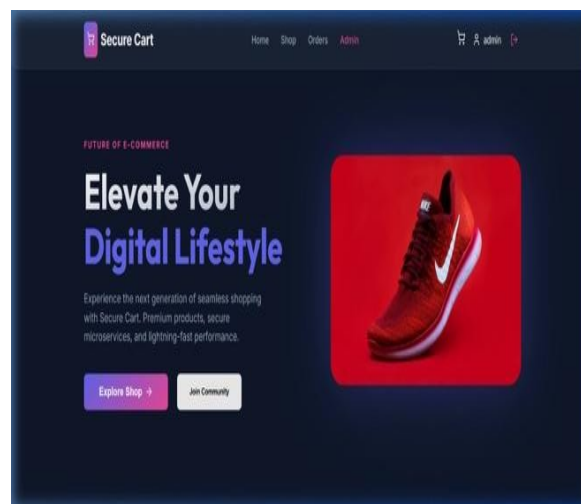 Secure Cart
Home Shop Orders Admin
admin
FUTURE OF E-COMMERCE
Elevate Your
Digital Lifestyle
Experience the next generation of seamless shopping
with Secure Cart. Premium products, secure
microservices, and lightning-fast performance.
Explore Shop →
Join Community
NIKE